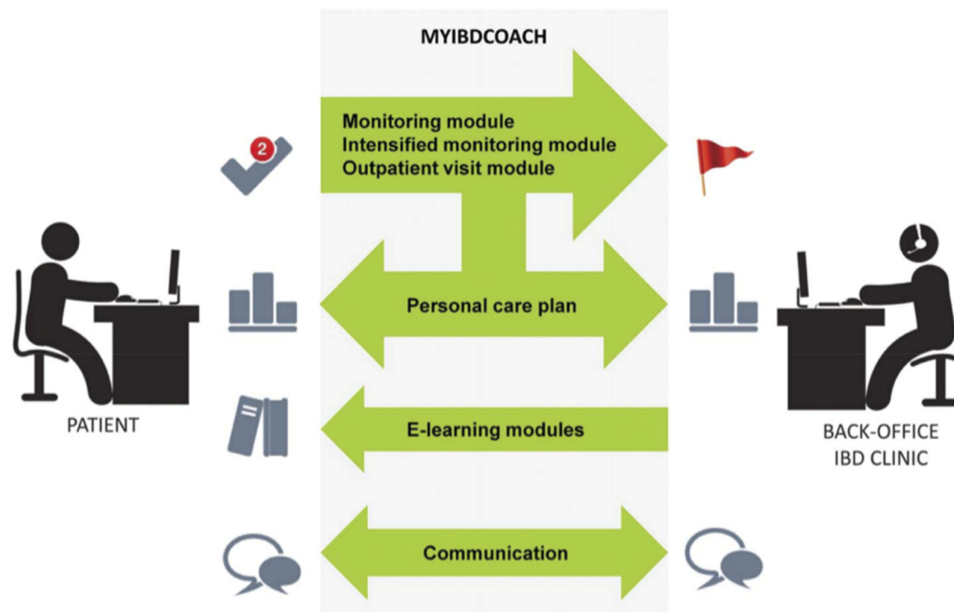 MYIBDCOACH
2
Monitoring module
Intensified monitoring module
Outpatient visit module
Personal care plan
PATIENT
E-learning modules
BACK-OFFICE
IBD CLINIC
Communication